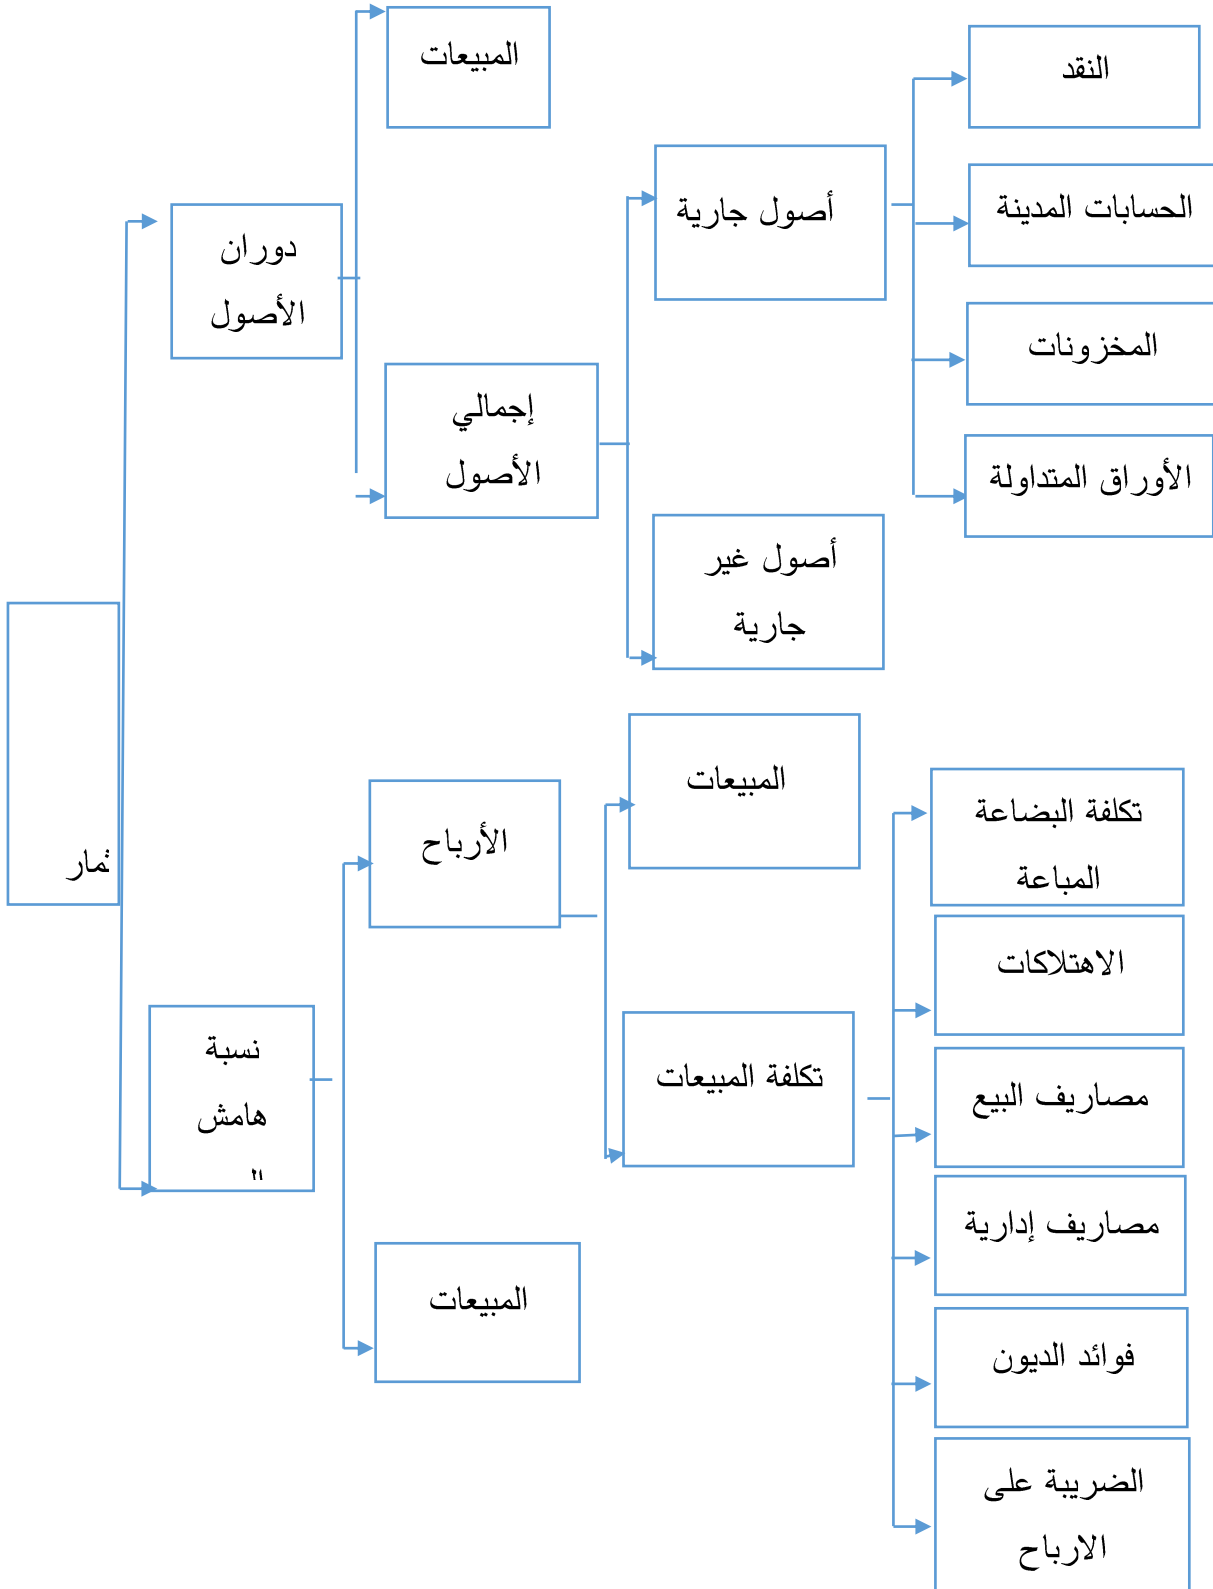 المبيعات
النقد
أصول جارية
الحسابات المدينة
دوران
الأصول
المخزونات
إجمالي
الأصول
الأوراق المتداولة
أصول غير
جارية
المبيعات
تكلفة البضاعة
المباعة
الأرباح
الاهتلاكات
نسبة
هامش
تكلفة المبيعات
مصاريف البيع
مصاريف إدارية
المبيعات
فوائد الديون
الضريبة على
الارباح